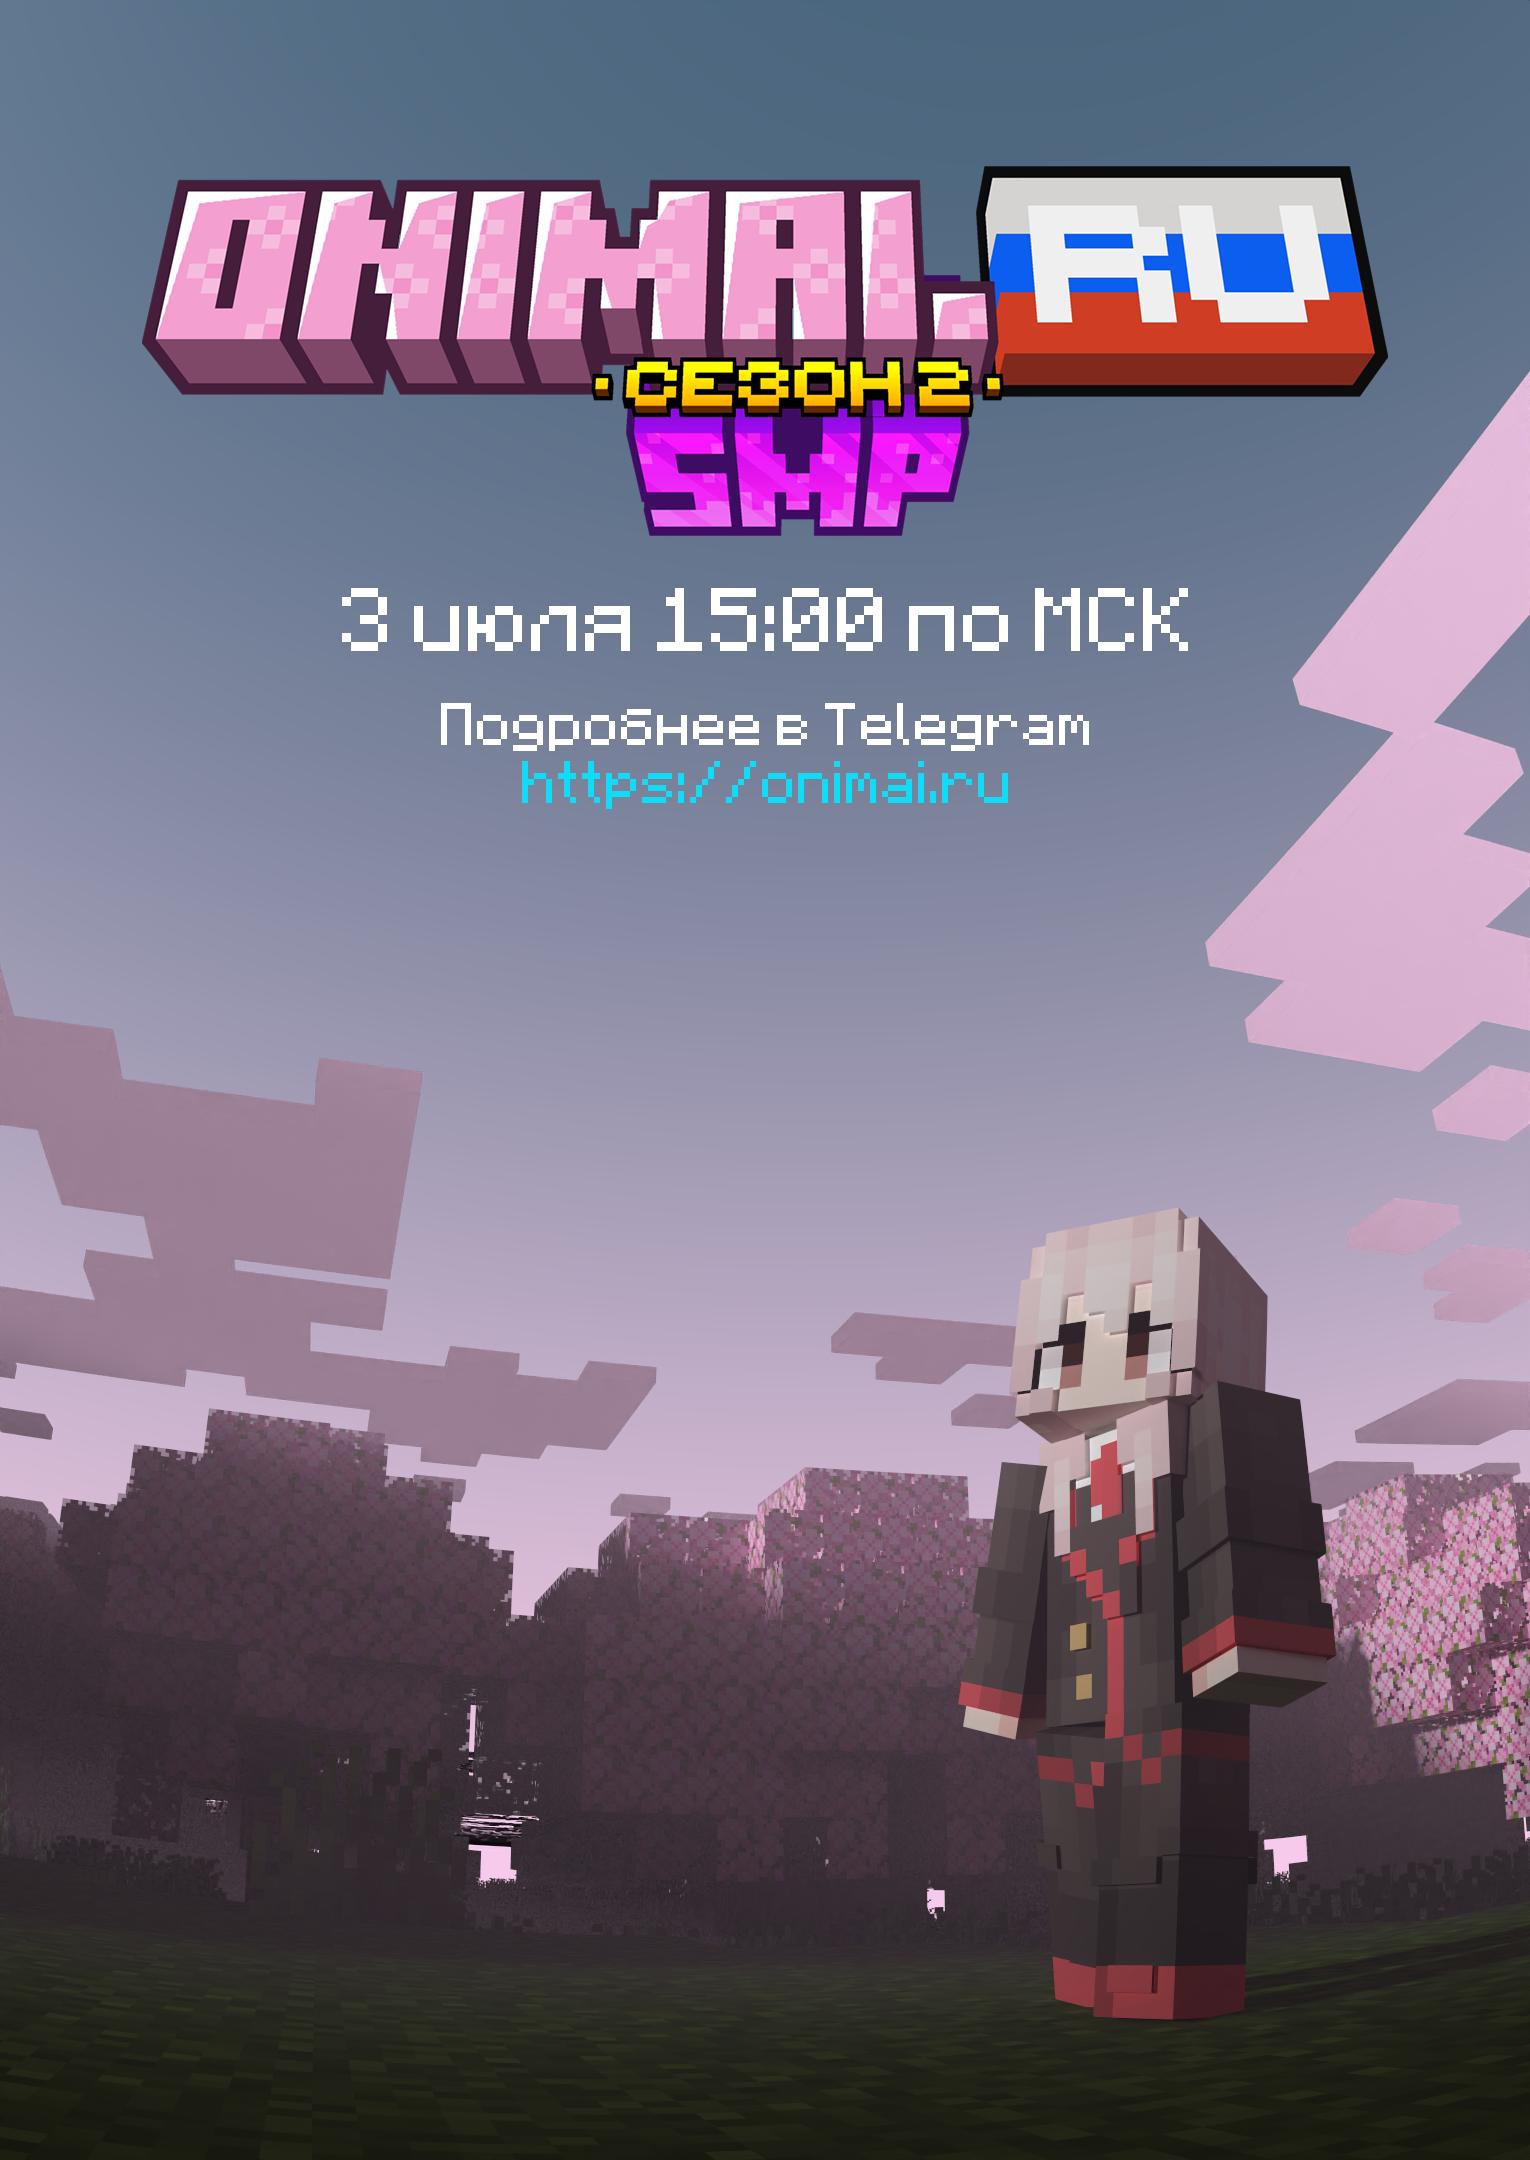 ONIMAI.RU
·СЕЗОН 2·
SMP
3 июля 15:00 по МСК
Подробнее в Telegram
https://onimai.ru